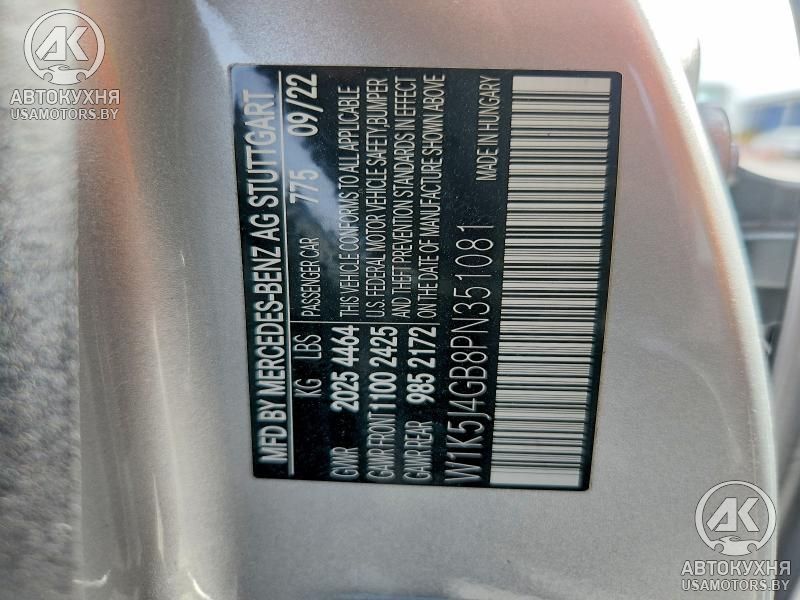 AK
АВТОКУХНЯ
USAMOTORS.BY
MFD BY MERCEDES-BENZ AG STUTTGART
KG LBS PASSENGER CAR 775 09/22
GVWR 2025 4464 THIS VEHICLE CONFORMS TO ALL APPLICABLE
GAWR FRONT 1100 2425 U.S. FEDERAL MOTOR VEHICLE SAFETY,BUMPER
GAWR REAR 985 2172 AND THEFT PREVENTION STANDARDS IN EFFECT
ON THE DATE OF MANUFACTURE SHOWN ABOVE
W1K5J4GB8PN351081 MADE IN HUNGARY
AK
АВТОКУХНЯ
USAMOTORS.BY